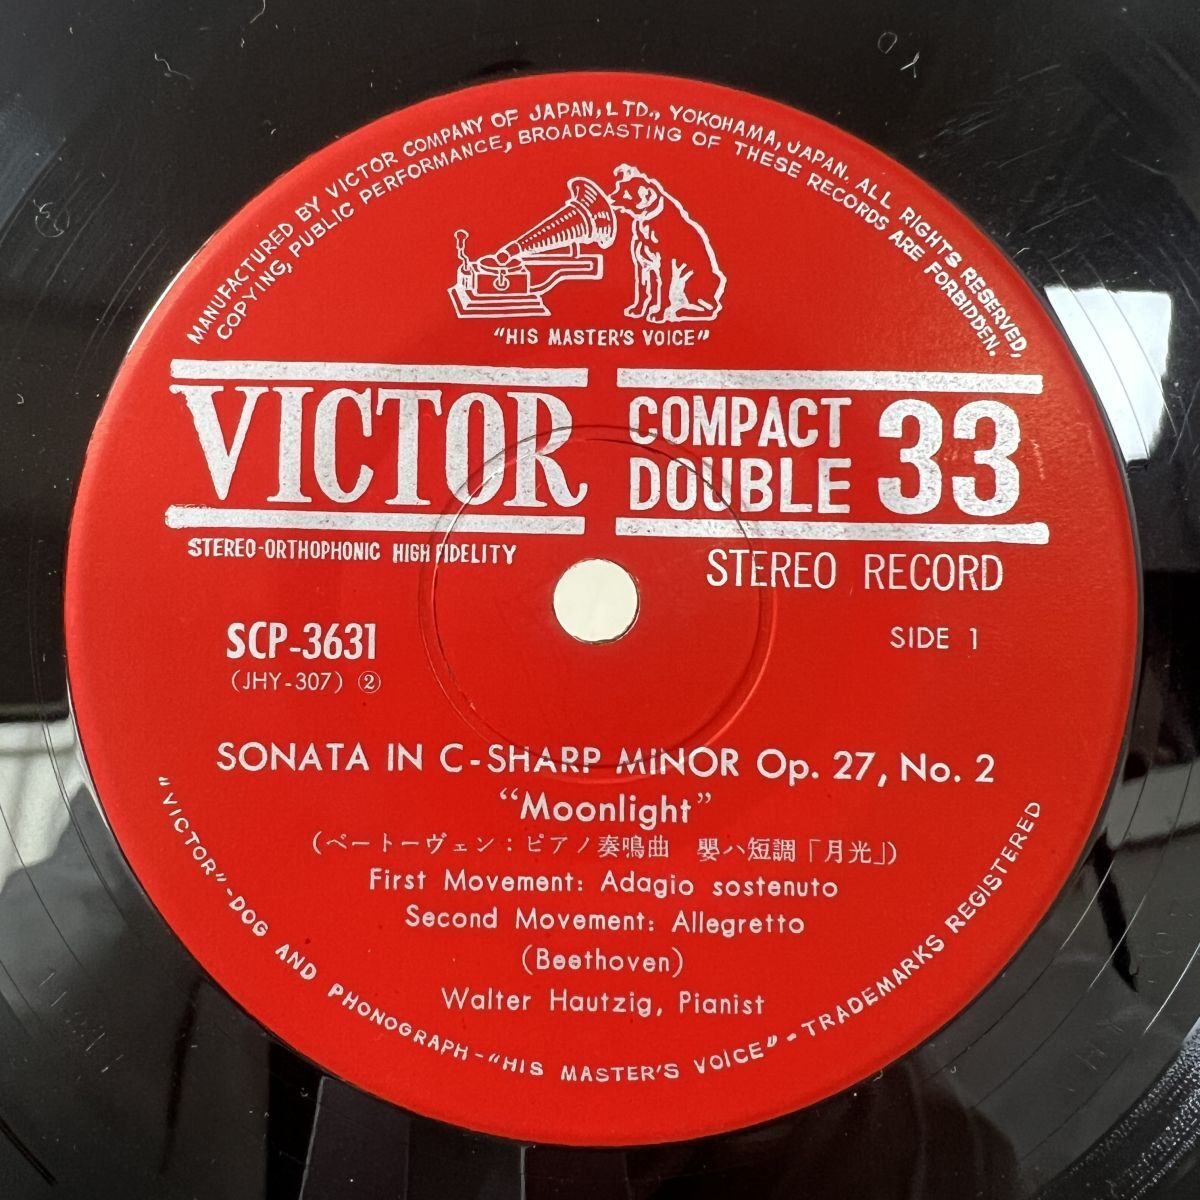 MANUFACTURED BY VICTOR COMPANY OF JAPAN, LTD., YOKOHAMA, JAPAN. ALL RIGHTS RESERVED,
COPYING, PUBLIC PERFORMANCE, BROADCASTING OF THESE RECORDS ARE FORBIDDEN.
"HIS MASTER'S VOICE"
VICTOR
COMPACT
DOUBLE 33
STEREO-ORTHOPHONIC HIGH FIDELITY
STEREO RECORD
SCP-3631
SIDE 1
(JHY-307) ②
SONATA IN C-SHARP MINOR Op. 27, No. 2
"Moonlight"
(ベートーヴェン：ピアノ奏鳴曲 嬰ハ短調「月光」)
First Movement: Adagio sostenuto
Second Movement: Allegretto
(Beethoven)
Walter Hautzig, Pianist
"VICTOR"-DOG AND PHONOGRAPH-"HIS MASTER'S VOICE"-TRADEMARKS REGISTERED